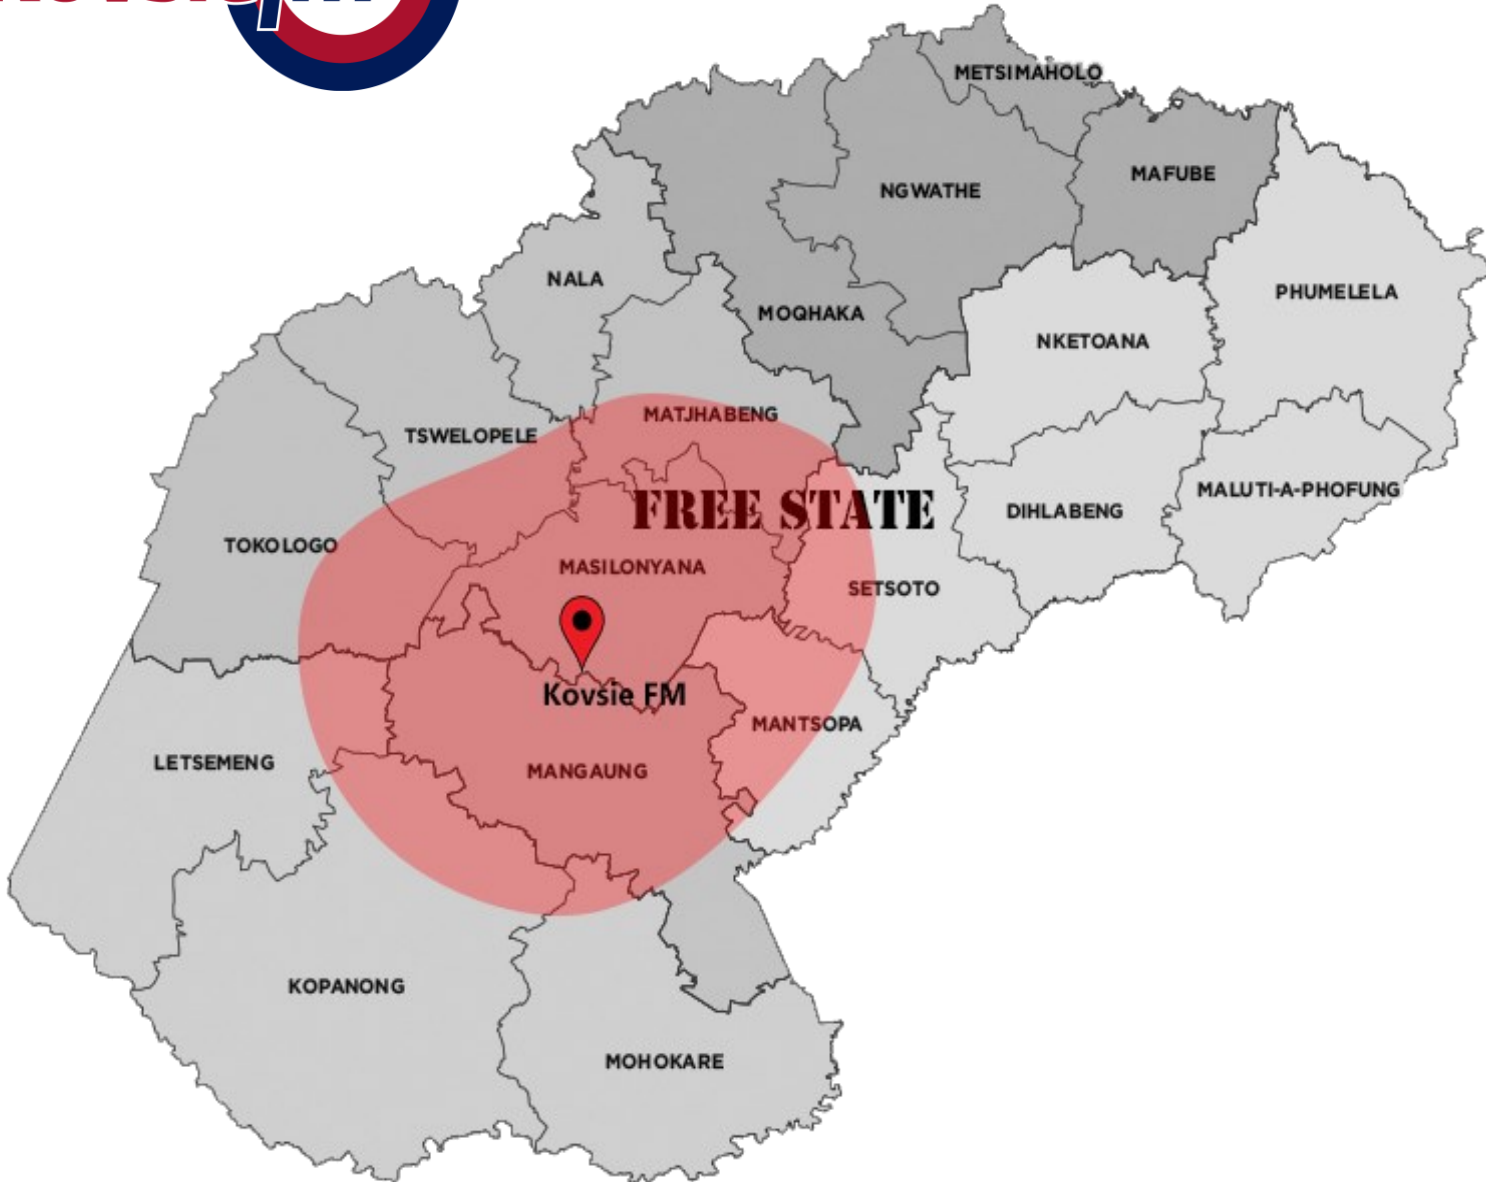 METSIMAHOLO
MAFUBE
NGWATHE
NALA
PHUMELELA
MOQHAKA
NKETOANA
MATJHABENG
TSWELOPELE
MALUTI-A-PHOFUNG
FREE STATE
DIHLABENG
TOKOLOGO
MASILONYANA
SETSOTO
Kovsie FM
MANTSOPA
LETSEMENG
MANGAUNG
KOPANONG
MOHOKARE